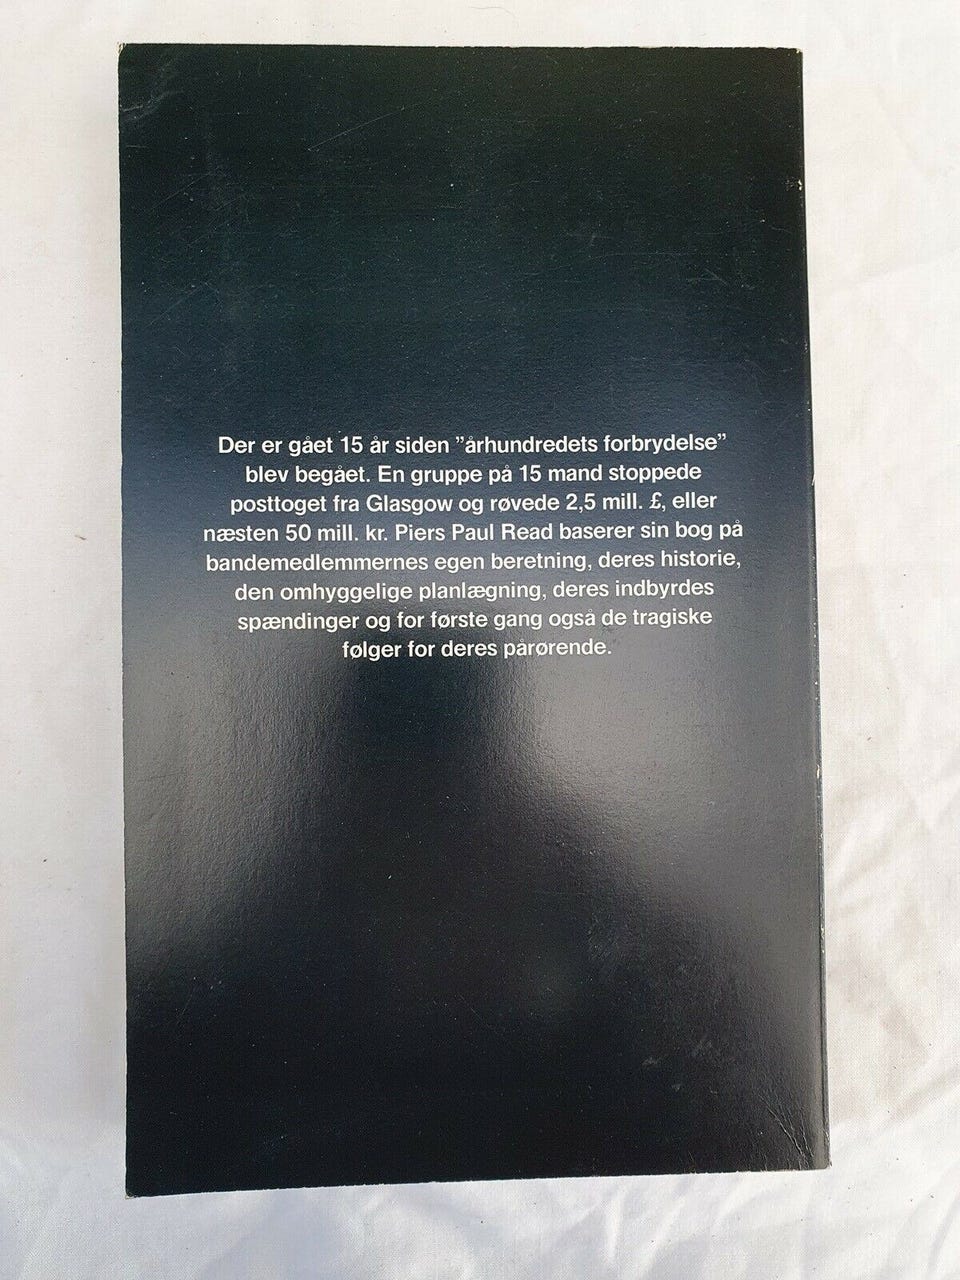 Der er gået 15 år siden ”århundredets forbrydelse”
blev begået. En gruppe på 15 mand stoppede
posttoget fra Glasgow og røvede 2,5 mill. £, eller
næsten 50 mill. kr. Piers Paul Read baserer sin bog på
bandemedlemmernes egen beretning, deres historie,
den omhyggelige planlægning, deres indbyrdes
spændinger og for første gang også de tragiske
følger for deres pårørende.